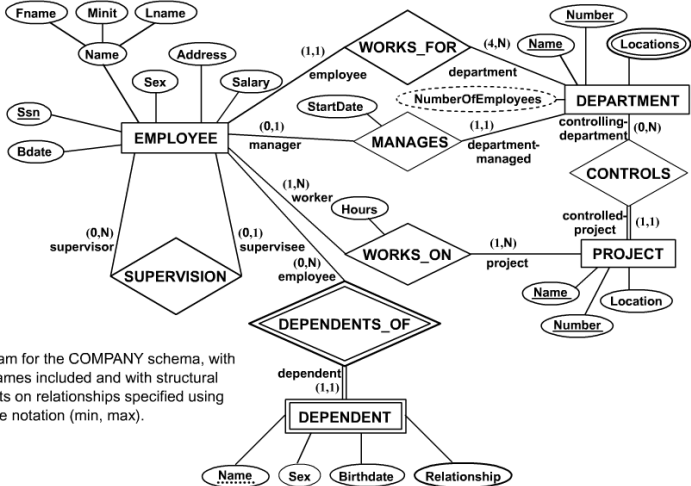 Fname
Minit
Lname
Name
Address
Sex
Salary
Ssn
Bdate
EMPLOYEE
(1,1)
employee
WORKS_FOR
(4,N)
department
Number
Name
Locations
NumberOfEmployees
DEPARTMENT
StartDate
(0,1)
manager
MANAGES
(1,1)
department-
managed
controlling-
department
(0,N)
CONTROLS
controlled-
project
(1,1)
(1,N)
worker
Hours
WORKS_ON
(1,N)
project
PROJECT
Name
Number
Location
(0,N)
supervisor
(0,1)
supervisee
SUPERVISION
(0,N)
employee
DEPENDENTS_OF
dependent
(1,1)
DEPENDENT
Name
Sex
Birthdate
Relationship
am for the COMPANY schema, with
ames included and with structural
ts on relationships specified using
e notation (min, max).